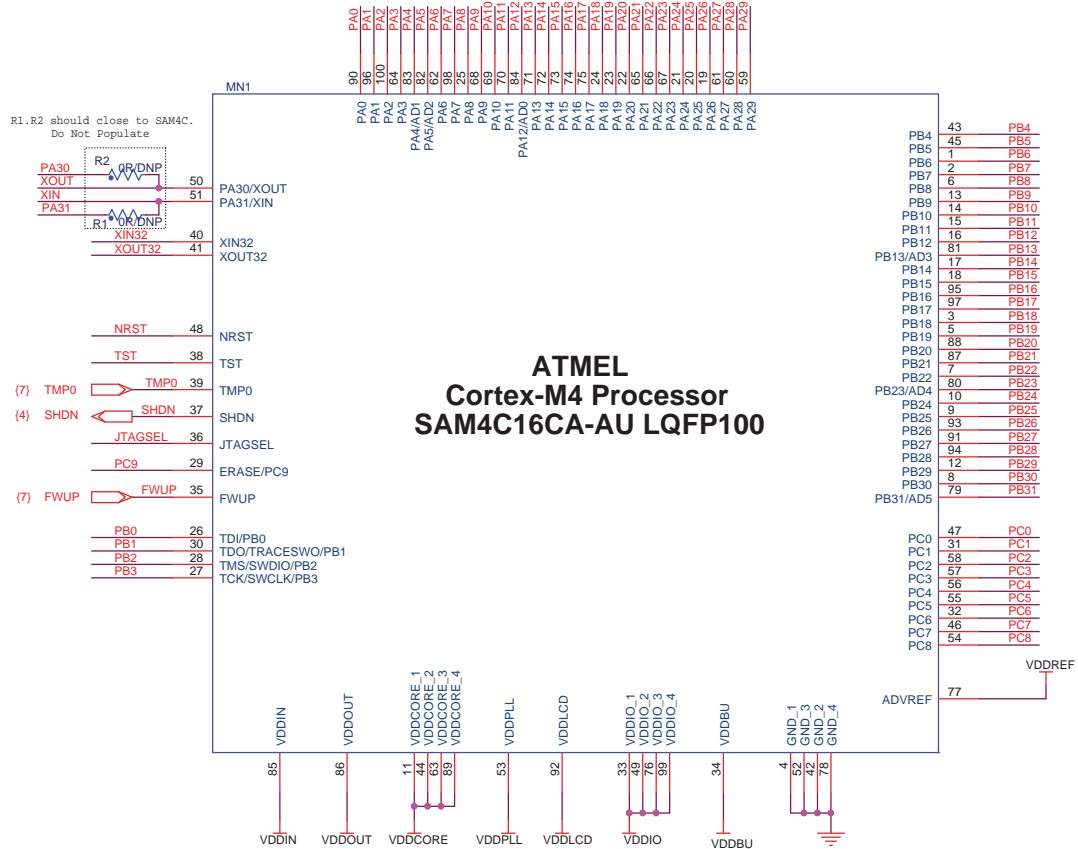 PA0 PA1 PA2 PA3 PA4 PA5 PA6 PA7 PA8 PA9 PA10 PA11 PA12 PA13 PA14 PA15 PA16 PA17 PA18 PA19 PA20 PA21 PA22 PA23 PA24 PA25 PA26 PA27 PA28 PA29
90 96 100 64 83 82 62 98 25 68 69 70 84 71 72 73 74 75 24 23 22 65 66 67 21 20 19 61 60 59
MN1
PA0 PA1 PA2 PA3 PA4/AD1 PA5/AD2 PA6 PA7 PA8 PA9 PA10 PA11 PA12/AD0 PA13 PA14 PA15 PA16 PA17 PA18 PA19 PA20 PA21 PA22 PA23 PA24 PA25 PA26 PA27 PA28 PA29
R1.R2 should close to SAM4C.
Do Not Populate
R2 0R/DNP
PA30
XOUT 50 PA30/XOUT
XIN 51 PA31/XIN
PA31
R1 0R/DNP
XIN32 40 XIN32
XOUT32 41 XOUT32
NRST 48 NRST
TST 38 TST
{7} TMP0 TMP0 39 TMP0
{4} SHDN SHDN 37 SHDN
JTAGSEL 36 JTAGSEL
PC9 29 ERASE/PC9
{7} FWUP FWUP 35 FWUP
PB0 26 TDI/PB0
PB1 30 TDO/TRACESWO/PB1
PB2 28 TMS/SWDIO/PB2
PB3 27 TCK/SWCLK/PB3
ATMEL
Cortex-M4 Processor
SAM4C16CA-AU LQFP100
PB4 43 PB4
PB5 45 PB5
PB6 1 PB6
PB7 2 PB7
PB8 6 PB8
PB9 13 PB9
PB10 14 PB10
PB11 15 PB11
PB12 16 PB12
PB13/AD3 81 PB13
PB14 17 PB14
PB15 18 PB15
PB16 95 PB16
PB17 97 PB17
PB18 3 PB18
PB19 5 PB19
PB20 88 PB20
PB21 87 PB21
PB22 7 PB22
PB23/AD4 80 PB23
PB24 10 PB24
PB25 9 PB25
PB26 93 PB26
PB27 91 PB27
PB28 94 PB28
PB29 12 PB29
PB30 8 PB30
PB31/AD5 79 PB31
PC0 47 PC0
PC1 31 PC1
PC2 58 PC2
PC3 57 PC3
PC4 56 PC4
PC5 55 PC5
PC6 32 PC6
PC7 46 PC7
PC8 54 PC8
VDDREF
ADVREF 77
VDDIN VDDOUT VDDCORE_1 VDDCORE_2 VDDCORE_3 VDDCORE_4 VDDPLL VDDLCD VDDIO_1 VDDIO_2 VDDIO_3 VDDIO_4 VDDBU GND_1 GND_3 GND_2 GND_4
85 86 11 44 63 89 53 92 33 49 76 99 34 4 52 42 78
VDDIN VDDOUT VDDCORE VDDPLL VDDLCD VDDIO VDDBU